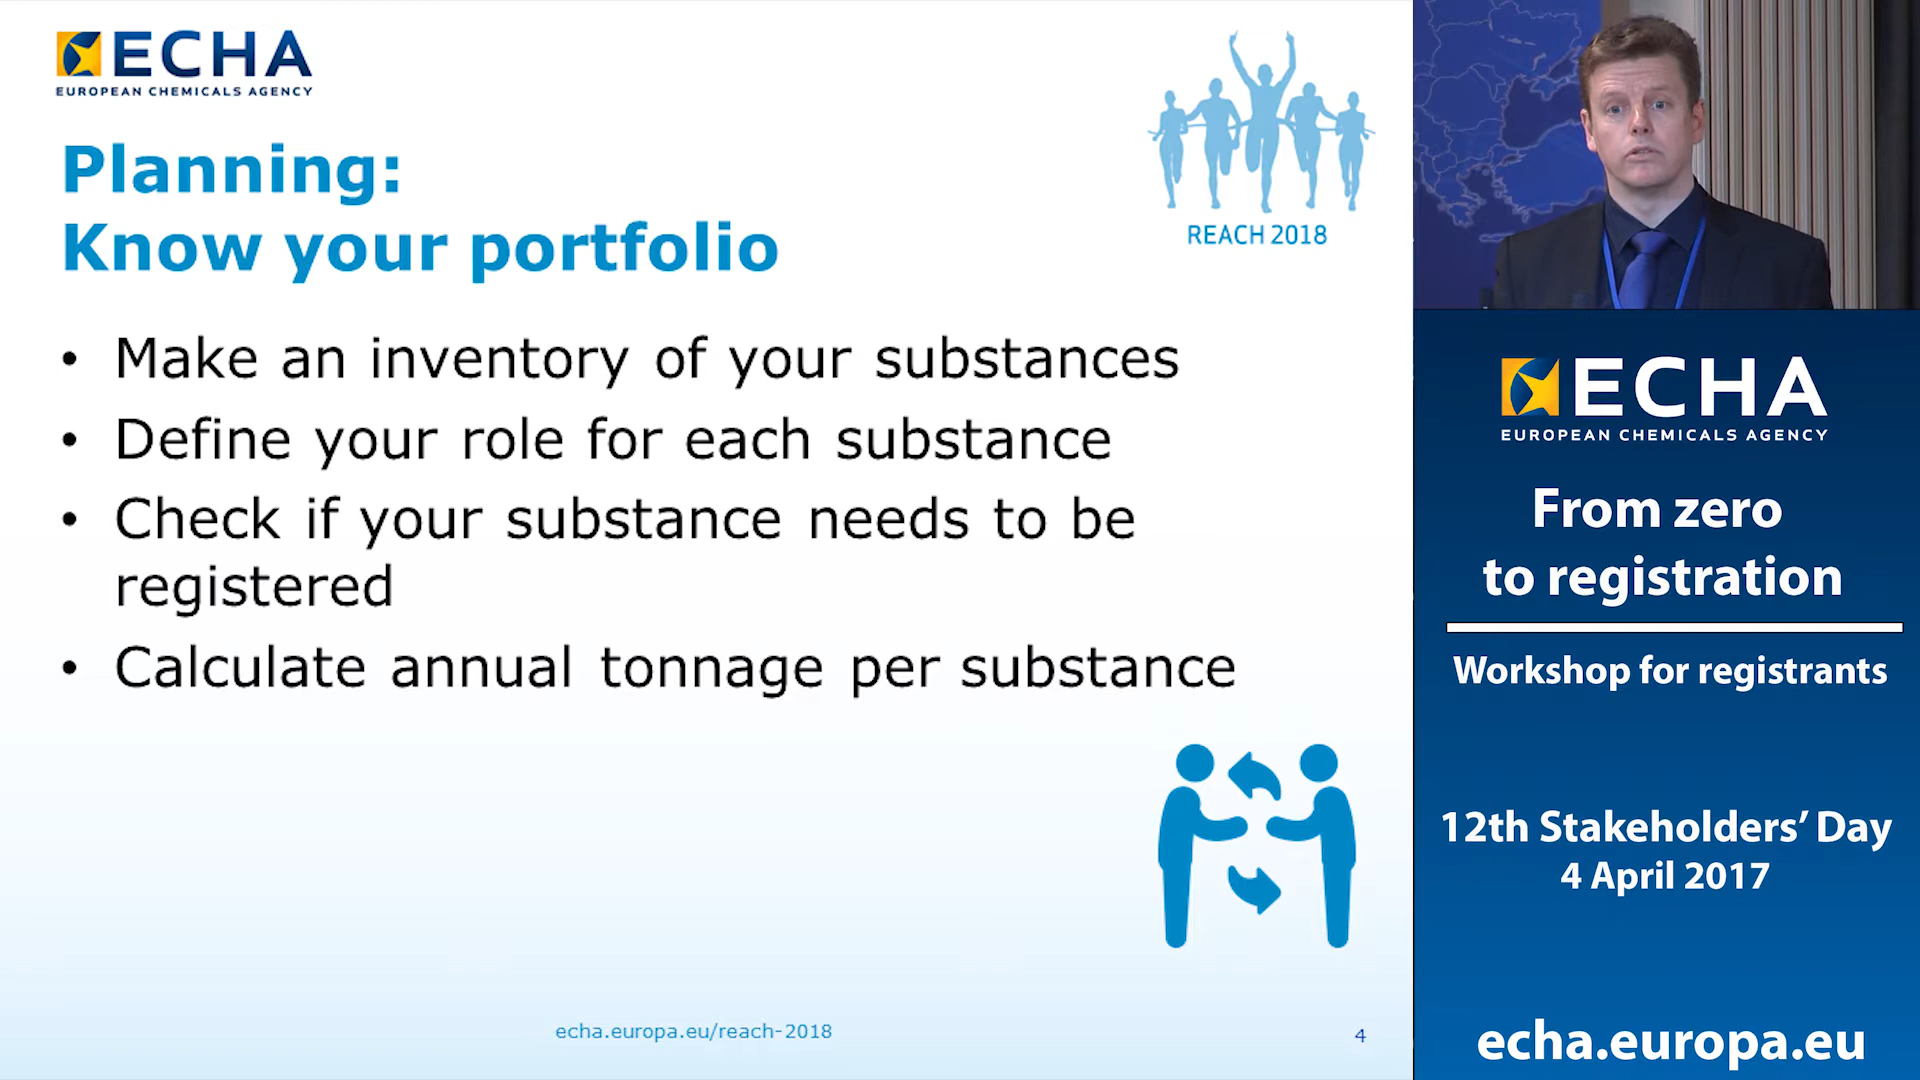 ECHA
EUROPEAN CHEMICALS AGENCY
REACH 2018
Planning:
Know your portfolio
• Make an inventory of your substances
• Define your role for each substance
• Check if your substance needs to be
registered
• Calculate annual tonnage per substance
echa.europa.eu/reach-2018
4
ECHA
EUROPEAN CHEMICALS AGENCY
From zero
to registration
Workshop for registrants
12th Stakeholders’ Day
4 April 2017
echa.europa.eu